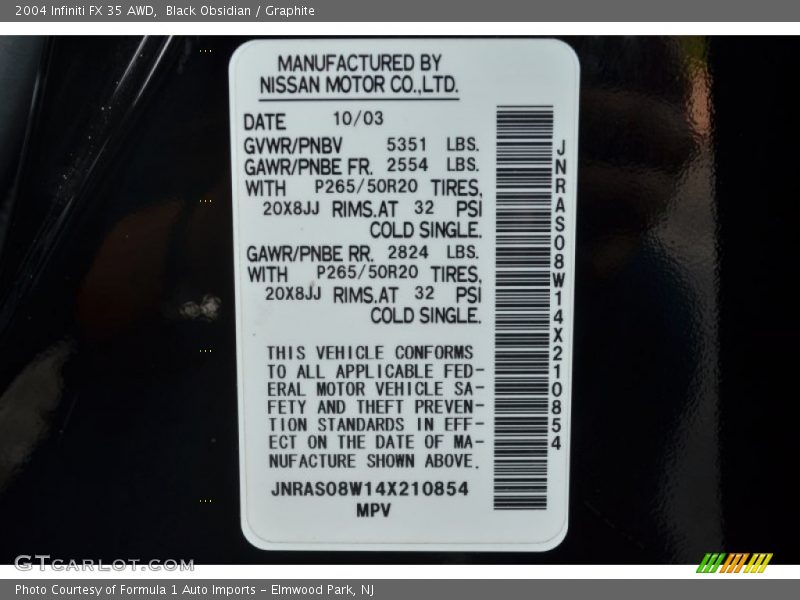 2004 Infiniti FX 35 AWD,  Black Obsidian / Graphite
MANUFACTURED BY
NISSAN MOTOR CO.,LTD.
DATE 10/03
GVWR/PNBV 5351 LBS.
GAWR/PNBE FR. 2554 LBS.
WITH P265/50R20 TIRES,
20X8JJ RIMS.AT 32 PSI
COLD SINGLE.
GAWR/PNBE RR. 2824 LBS.
WITH P265/50R20 TIRES,
20X8JJ RIMS.AT 32 PSI
COLD SINGLE.
THIS VEHICLE CONFORMS
TO ALL APPLICABLE FED-
ERAL MOTOR VEHICLE SA-
FETY AND THEFT PREVEN-
TION STANDARDS IN EFF-
ECT ON THE DATE OF MA-
NUFACTURE SHOWN ABOVE.
JNRAS08W14X210854
MPV
JNRAS08W14X210854
GTCARLOT.COM
Photo Courtesy of Formula 1 Auto Imports - Elmwood Park, NJ